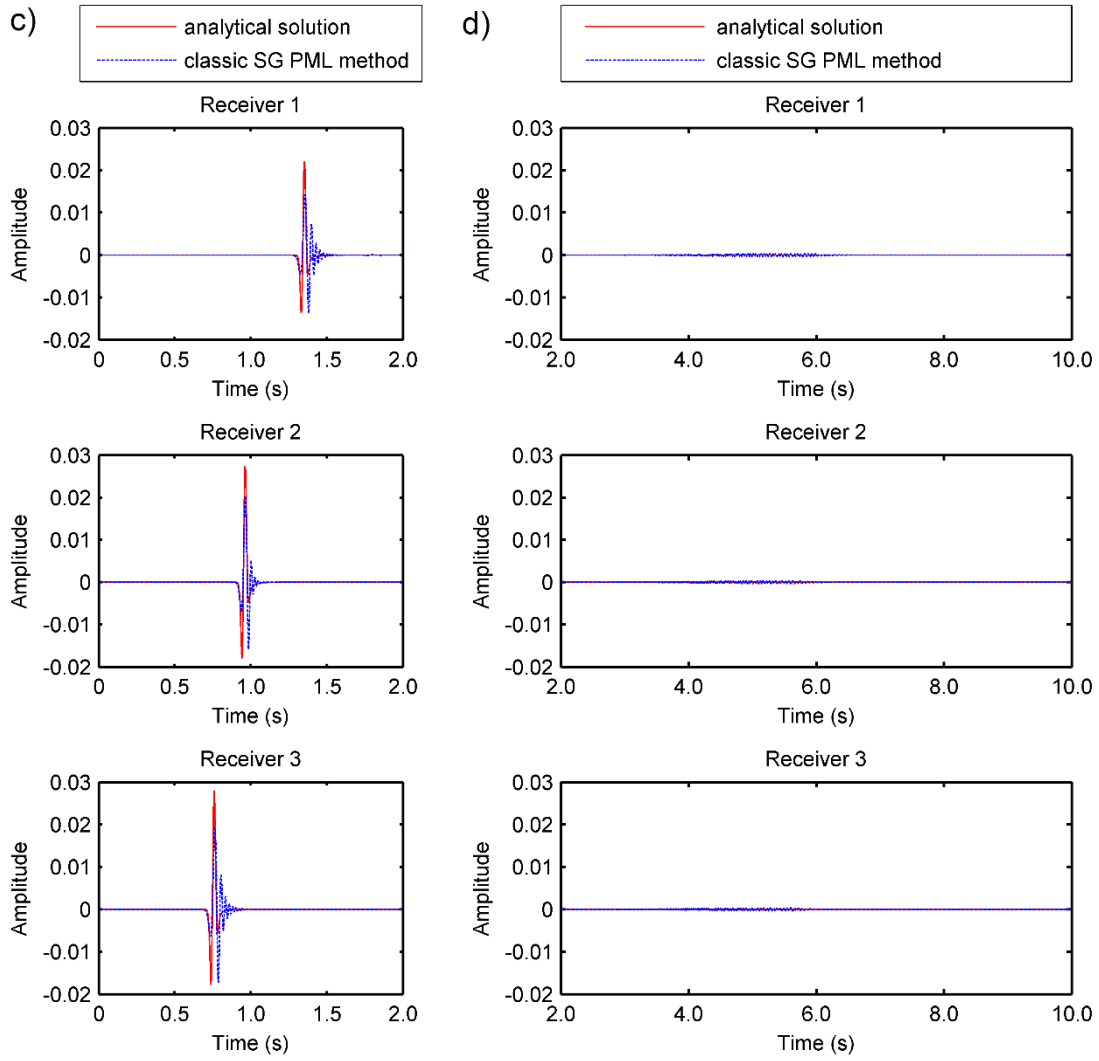 c)
analytical solution
classic SG PML method
Receiver 1
0.03
0.02
0.01
0
-0.01
-0.02
Amplitude
0 0.5 1.0 1.5 2.0
Time (s)
Receiver 2
0.03
0.02
0.01
0
-0.01
-0.02
Amplitude
0 0.5 1.0 1.5 2.0
Time (s)
Receiver 3
0.03
0.02
0.01
0
-0.01
-0.02
Amplitude
0 0.5 1.0 1.5 2.0
Time (s)
d)
analytical solution
classic SG PML method
Receiver 1
0.03
0.02
0.01
0
-0.01
-0.02
Amplitude
2.0 4.0 6.0 8.0 10.0
Time (s)
Receiver 2
0.03
0.02
0.01
0
-0.01
-0.02
Amplitude
2.0 4.0 6.0 8.0 10.0
Time (s)
Receiver 3
0.03
0.02
0.01
0
-0.01
-0.02
Amplitude
2.0 4.0 6.0 8.0 10.0
Time (s)